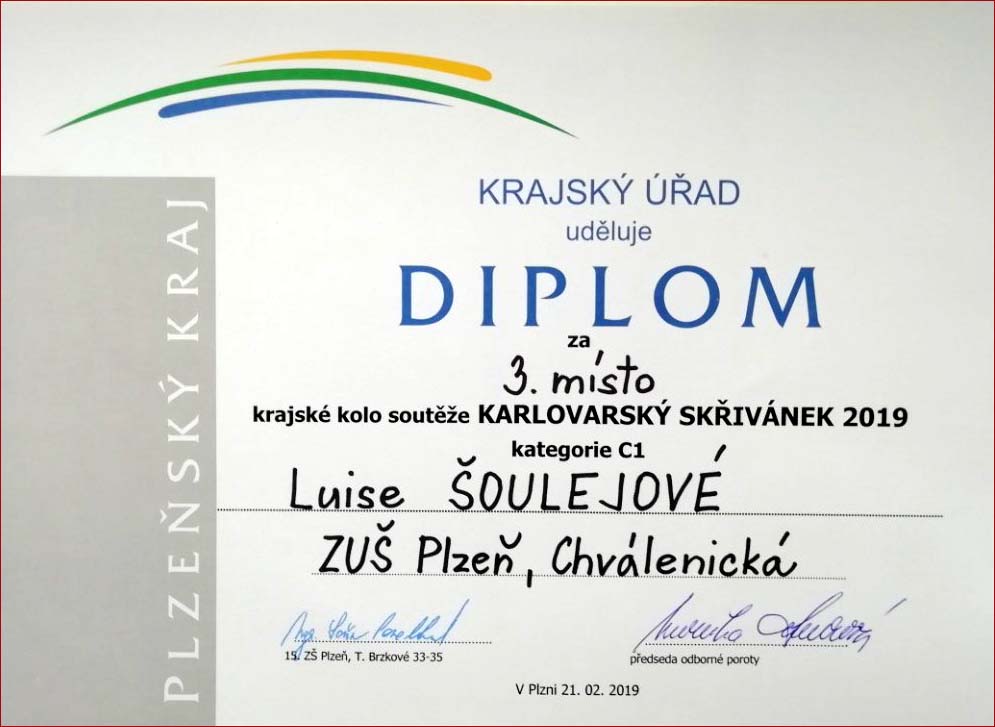 PLZEŇSKÝ KRAJ
KRAJSKÝ ÚŘAD
uděluje
DIPLOM
za
3. místo
krajské kolo soutěže KARLOVARSKÝ SKŘIVÁNEK 2019
kategorie C1
Luise ŠOULEJOVÉ
ZUŠ Plzeň, Chválenická
15. ZŠ Plzeň, T. Brzkové 33-35
předseda odborné poroty
V Plzni 21. 02. 2019